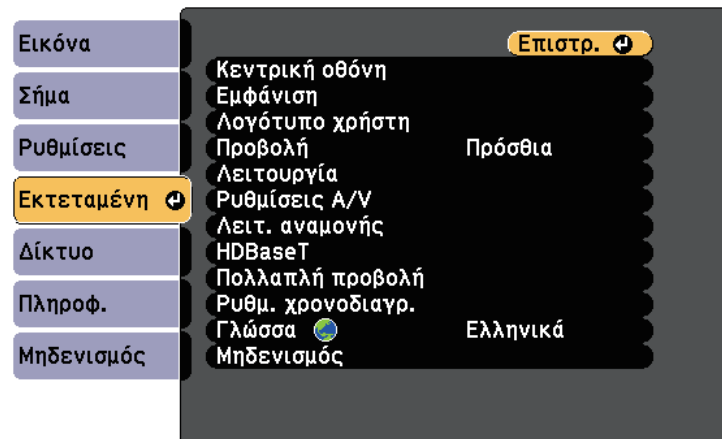 Εικόνα
Σήμα
Ρυθμίσεις
Εκτεταμένη
Δίκτυο
Πληροφ.
Μηδενισμός
Επιστρ.
Κεντρική οθόνη
Εμφάνιση
Λογότυπο χρήστη
Προβολή Πρόσθια
Λειτουργία
Ρυθμίσεις A/V
Λειτ. αναμονής
HDBaseT
Πολλαπλή προβολή
Ρυθμ. χρονοδιαγρ.
Γλώσσα Ελληνικά
Μηδενισμός